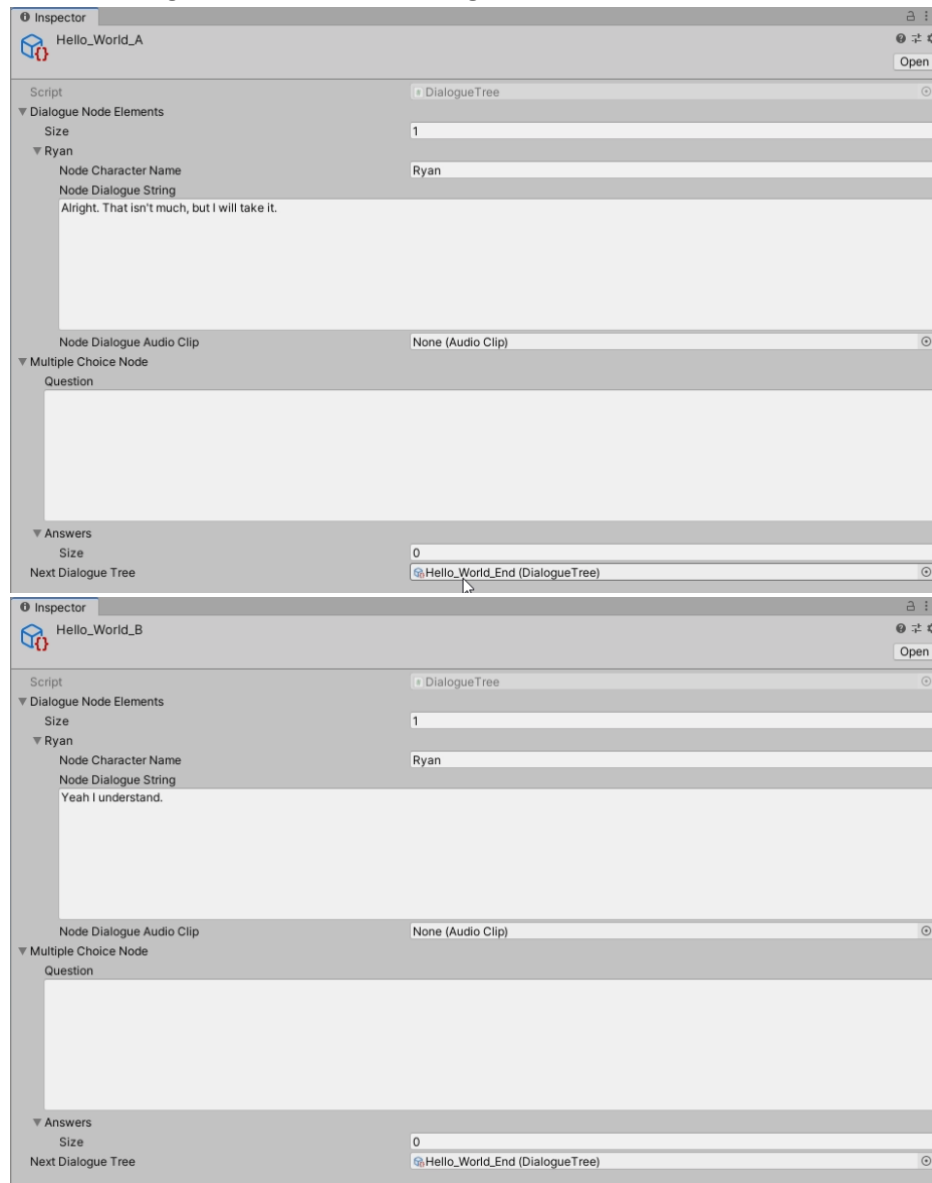 Inspector
Hello_World_A
Open
Script DialogueTree
Dialogue Node Elements
Size 1
Ryan
Node Character Name Ryan
Node Dialogue String
Alright. That isn't much, but I will take it.
Node Dialogue Audio Clip None (Audio Clip)
Multiple Choice Node
Question
Answers
Size 0
Next Dialogue Tree Hello_World_End (DialogueTree)
Inspector
Hello_World_B
Open
Script DialogueTree
Dialogue Node Elements
Size 1
Ryan
Node Character Name Ryan
Node Dialogue String
Yeah I understand.
Node Dialogue Audio Clip None (Audio Clip)
Multiple Choice Node
Question
Answers
Size 0
Next Dialogue Tree Hello_World_End (DialogueTree)